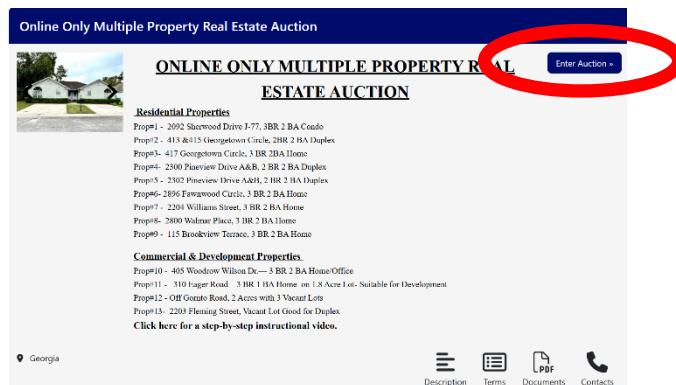 Online Only Multiple Property Real Estate Auction
ONLINE ONLY MULTIPLE PROPERTY REAL
Enter Auction »
ESTATE AUCTION
Residential Properties
Prop#1 - 2092 Sherwood Drive J-77, 3BR 2 BA Condo
Prop#2 - 413 &415 Georgetown Circle, 2BR 2 BA Duplex
Prop#3- 417 Georgetown Circle, 3 BR 2BA Home
Prop#4- 2300 Pineview Drive A&B, 2 BR 2 BA Duplex
Prop#5 - 2302 Pineview Drive A&B, 2 BR 2 BA Duplex
Prop#6- 2896 Fawnwood Circle, 3 BR 2 BA Home
Prop#7 - 2204 Williams Street, 3 BR 2 BA Home
Prop#8- 2800 Walmar Place, 3 BR 2 BA Home
Prop#9 - 115 Brookview Terrace, 3 BR 2 BA Home
Commercial & Development Properties
Prop#10 - 405 Woodrow Wilson Dr.— 3 BR 2 BA Home/Office
Prop#11 - 310 Eager Road 3 BR 1 BA Home on 1.8 Acre Lot- Suitable for Development
Prop#12 - Off Gornto Road, 2 Acres with 3 Vacant Lots
Prop#13- 2203 Fleming Street, Vacant Lot Good for Duplex
Click here for a step-by-step instructional video.
Georgia
PDF
Description Terms Documents Contacts